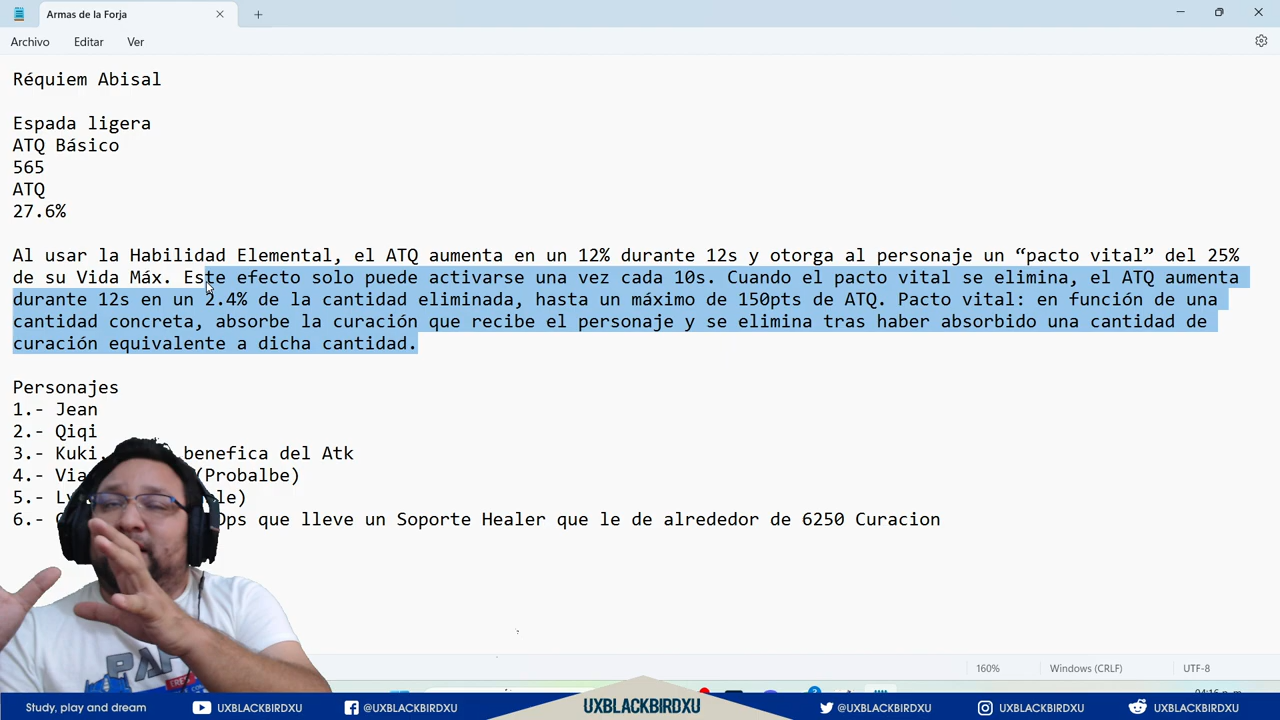 Armas de la Forja
Archivo Editar Ver
Réquiem Abisal
Espada ligera
ATQ Básico
565
ATQ
27.6%
Al usar la Habilidad Elemental, el ATQ aumenta en un 12% durante 12s y otorga al personaje un “pacto vital” del 25%
de su Vida Máx. Este efecto solo puede activarse una vez cada 10s. Cuando el pacto vital se elimina, el ATQ aumenta
durante 12s en un 2.4% de la cantidad eliminada, hasta un máximo de 150pts de ATQ. Pacto vital: en función de una
cantidad concreta, absorbe la curación que recibe el personaje y se elimina tras haber absorbido una cantidad de
curación equivalente a dicha cantidad.
Personajes
1.- Jean
2.- Qiqi
3.- Kuki. benefica del Atk
4.- (Probalbe)
5.-
6.- que lleve un Soporte Healer que le de alrededor de 6250 Curacion
160% Windows (CRLF) UTF-8
Study, play and dream UXBLACKBIRDXU @UXBLACKBIRDXU UXBLACKBIRDXU @UXBLACKBIRDXU UXBLACKBIRDXU UXBLACKBIRDXU